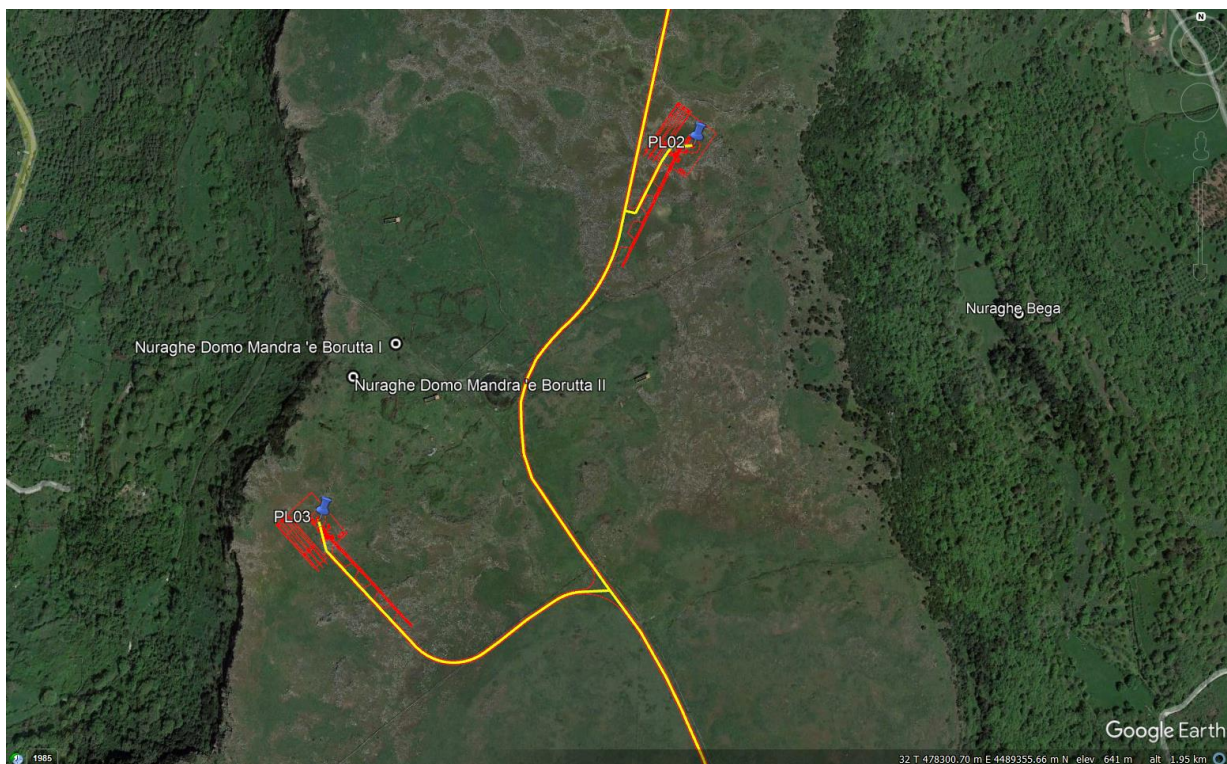 N
PL02
Nuraghe Bega
Nuraghe Domo Mandra 'e Borutta I
Nuraghe Domo Mandra 'e Borutta II
PL03
Google Earth
1985
32 T 478300.70 m E 4489355.66 m N elev 641 m alt 1.95 km